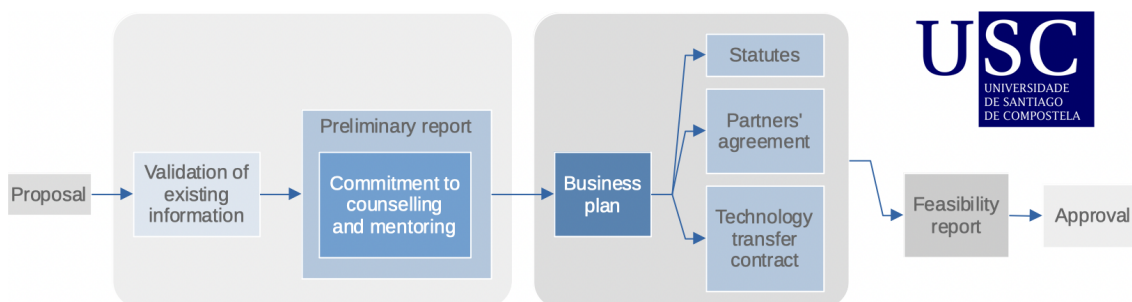 Proposal
Validation of
existing
information
Preliminary report
Commitment to
counselling
and mentoring
Business
plan
Statutes
Partners'
agreement
Technology
transfer
contract
Feasibility
report
Approval
USC
UNIVERSIDADE
DE SANTIAGO
DE COMPOSTELA